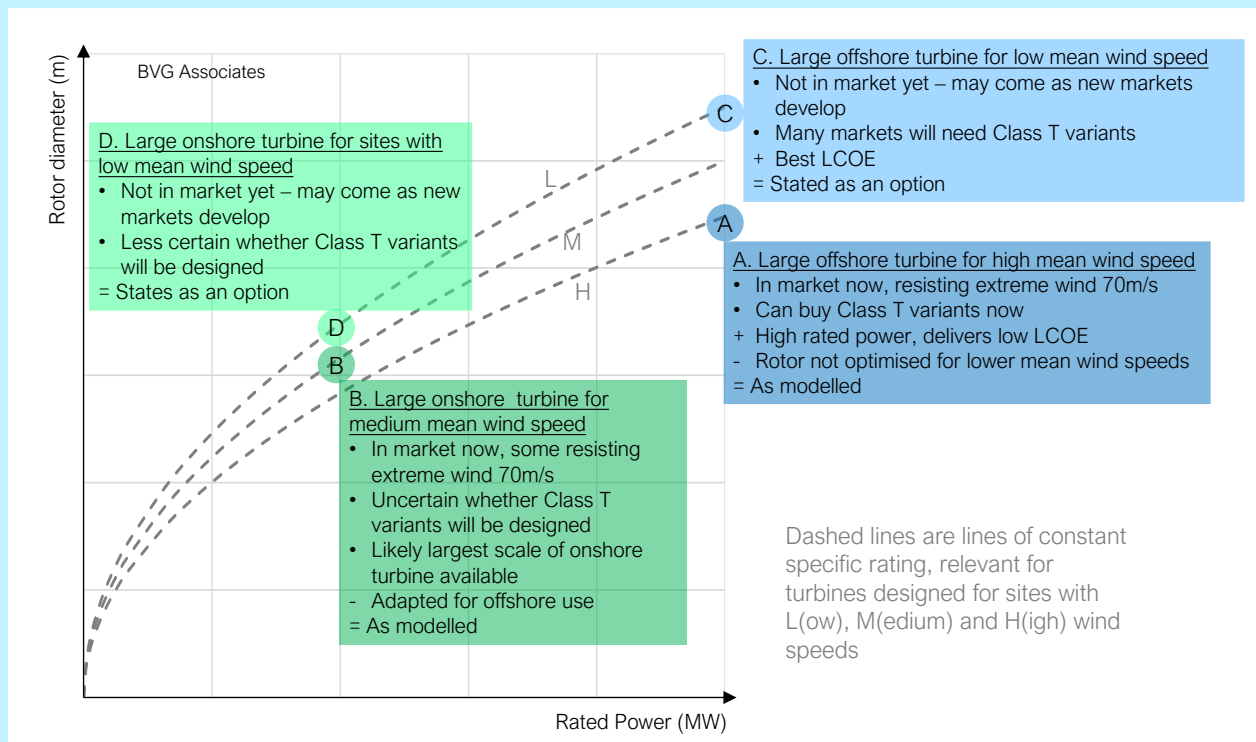 BVG Associates
Rotor diameter (m)
C. Large offshore turbine for low mean wind speed
• Not in market yet – may come as new markets
develop
• Many markets will need Class T variants
+ Best LCOE
= Stated as an option
C
D. Large onshore turbine for sites with
low mean wind speed
• Not in market yet – may come as new
markets develop
• Less certain whether Class T variants
will be designed
= States as an option
L
M
H
A
A. Large offshore turbine for high mean wind speed
• In market now, resisting extreme wind 70m/s
• Can buy Class T variants now
+ High rated power, delivers low LCOE
- Rotor not optimised for lower mean wind speeds
= As modelled
D
B
B. Large onshore turbine for
medium mean wind speed
• In market now, some resisting
extreme wind 70m/s
• Uncertain whether Class T
variants will be designed
• Likely largest scale of onshore
turbine available
- Adapted for offshore use
= As modelled
Dashed lines are lines of constant
specific rating, relevant for
turbines designed for sites with
L(ow), M(edium) and H(igh) wind
speeds
Rated Power (MW)